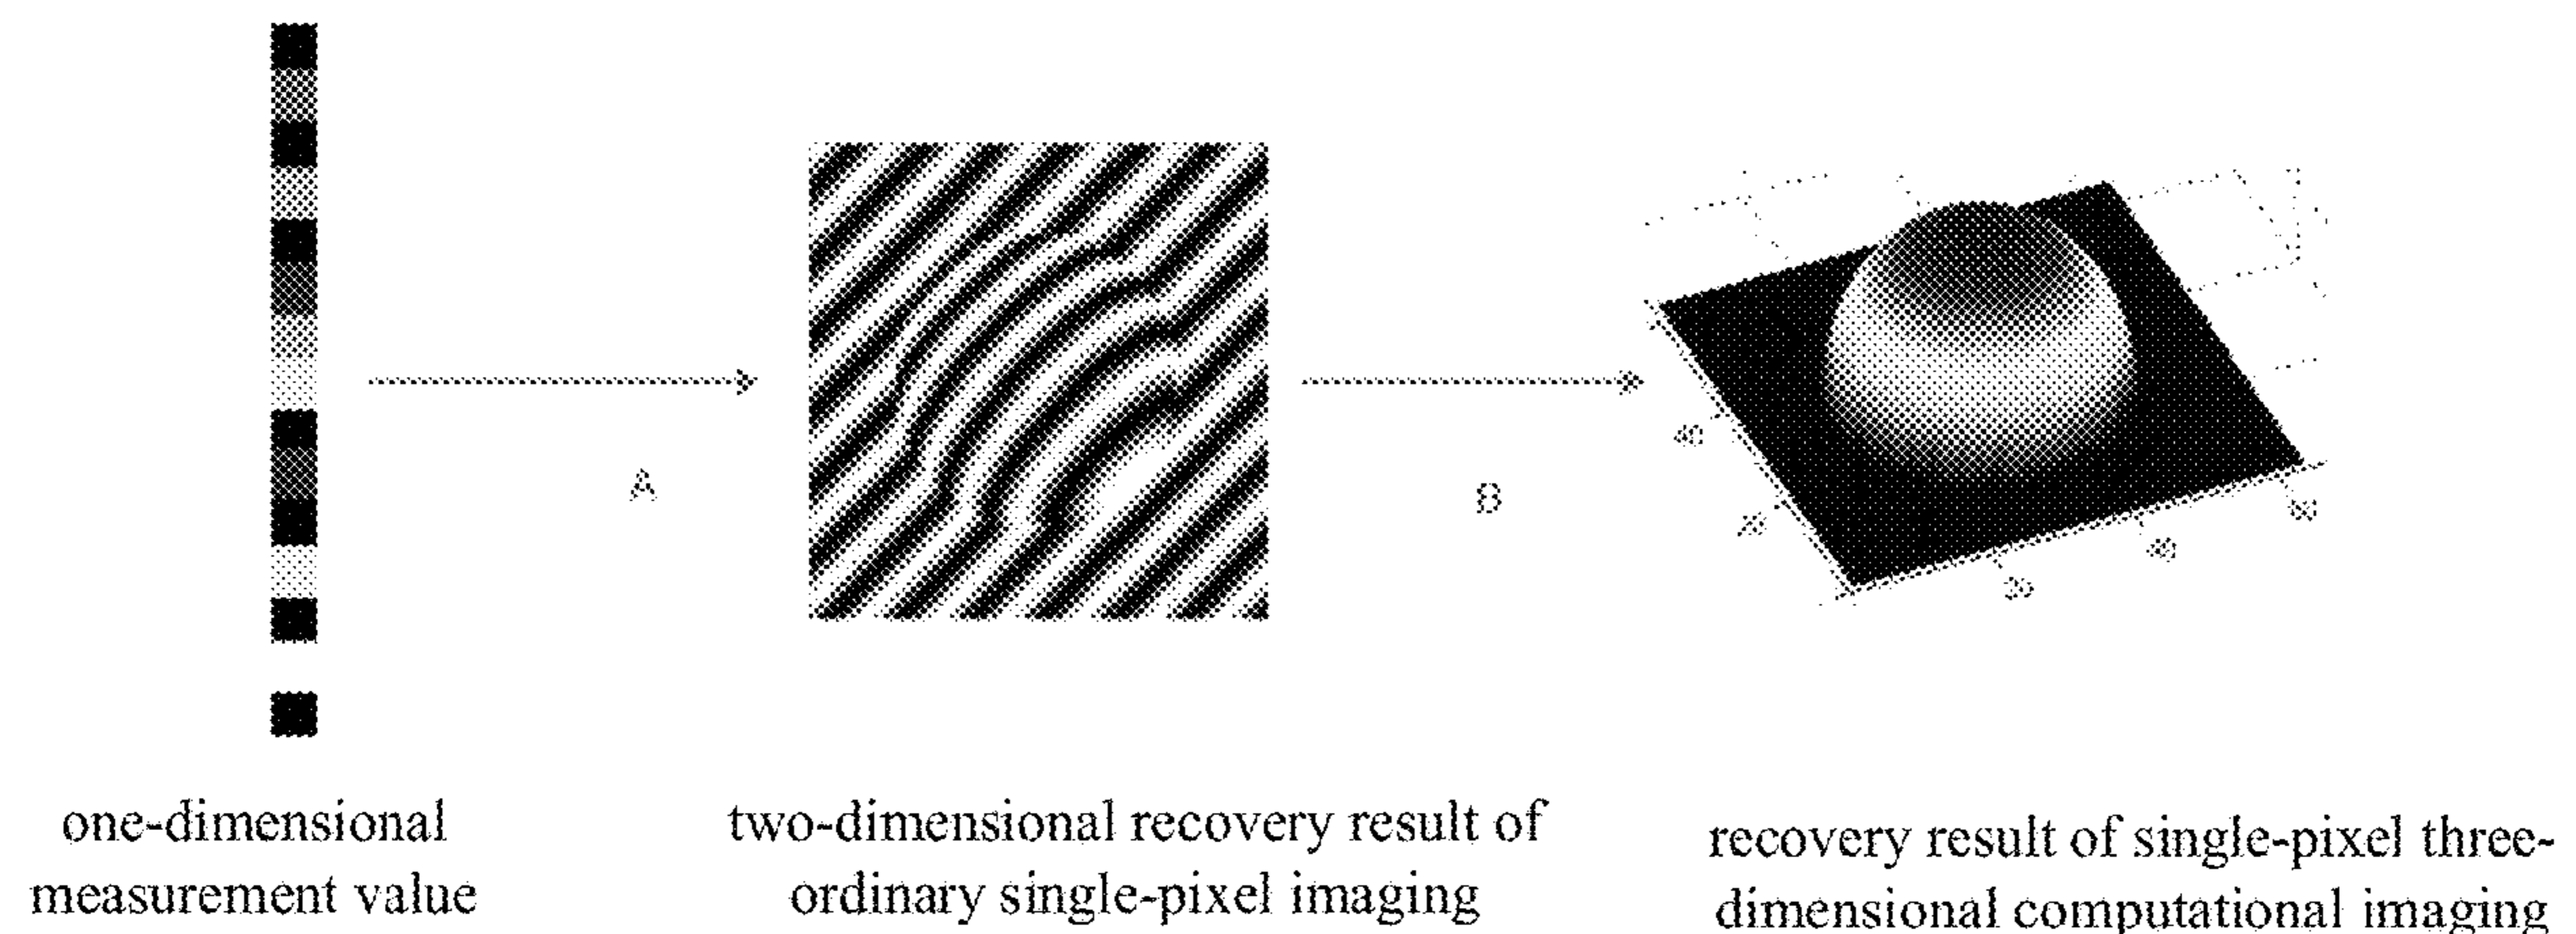 A
B
40
20
20
40
60
one-dimensional
measurement value
two-dimensional recovery result of
ordinary single-pixel imaging
recovery result of single-pixel three-
dimensional computational imaging